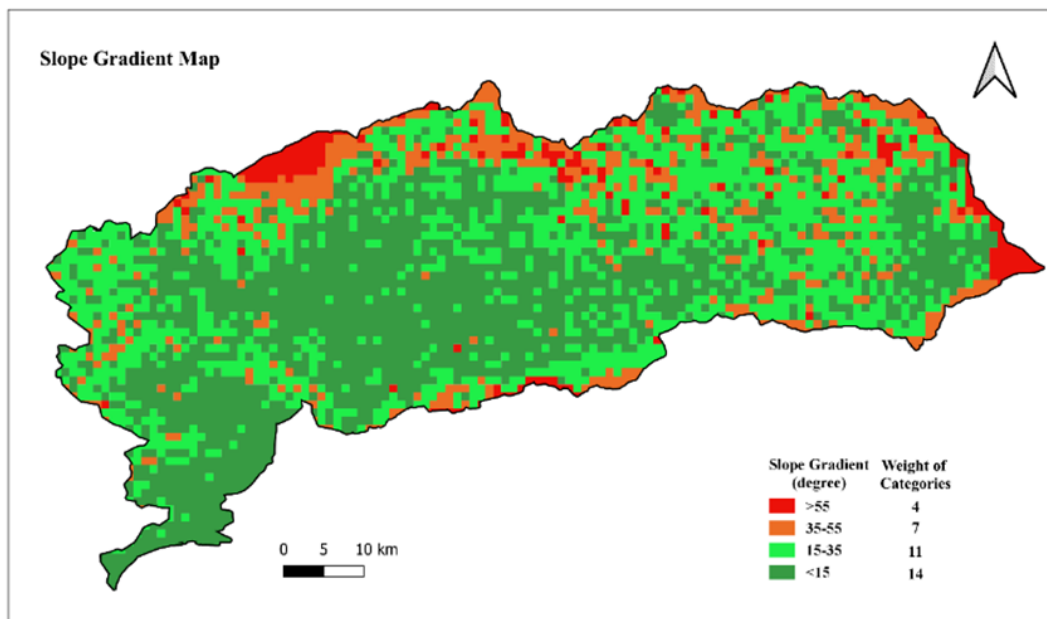 Slope Gradient Map
Slope Gradient Weight of
(degree) Categories
>55 4
35-55 7
15-35 11
<15 14
0 5 10 km